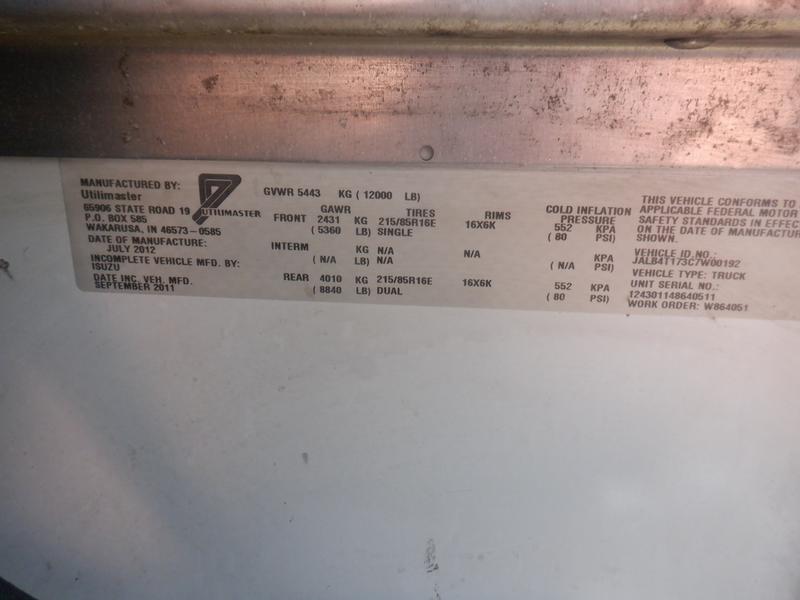 MANUFACTURED BY:
Utilimaster
65906 STATE ROAD 19
P.O. BOX 585
WAKARUSA, IN 46573-0585
DATE OF MANUFACTURE:
JULY 2012
INCOMPLETE VEHICLE MFD. BY:
ISUZU
DATE INC. VEH. MFD.
SEPTEMBER 2011
UTILIMASTER
GVWR 5443 KG ( 12000 LB)
GAWR TIRES RIMS COLD INFLATION PRESSURE
FRONT 2431 KG 215/85R16E 16X6K 552 KPA
( 5360 LB) SINGLE ( 80 PSI)
INTERM KG N/A N/A KPA
( N/A LB) N/A ( N/A PSI)
REAR 4010 KG 215/85R16E 16X6K 552 KPA
( 8840 LB) DUAL ( 80 PSI)
THIS VEHICLE CONFORMS TO
APPLICABLE FEDERAL MOTOR
SAFETY STANDARDS IN EFFECT
ON THE DATE OF MANUFACTUR
SHOWN.
VEHICLE ID.NO.:
JALB4T173C7W00192
VEHICLE TYPE: TRUCK
UNIT SERIAL NO.:
124301148640511
WORK ORDER: W864051